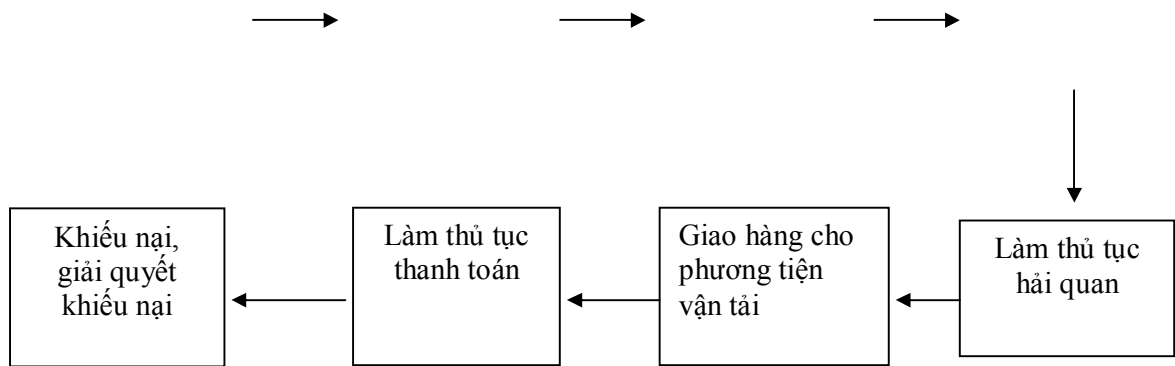 Khiếu nại,
giải quyết
khiếu nại
Làm thủ tục
thanh toán
Giao hàng cho
phương tiện
vận tải
Làm thủ tục
hải quan